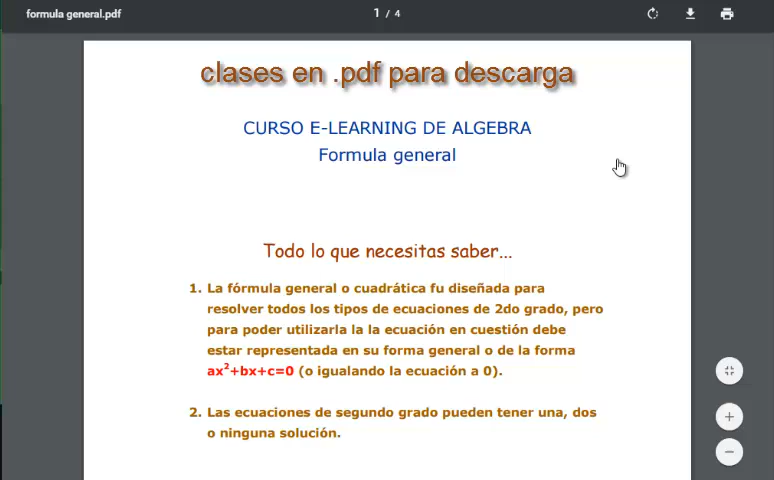 formula general.pdf
1 / 4
clases en .pdf para descarga
CURSO E-LEARNING DE ALGEBRA
Formula general
Todo lo que necesitas saber...
1. La fórmula general o cuadrática fu diseñada para
resolver todos los tipos de ecuaciones de 2do grado, pero
para poder utilizarla la la ecuación en cuestión debe
estar representada en su forma general o de la forma
ax²+bx+c=0 (o igualando la ecuación a 0).
2. Las ecuaciones de segundo grado pueden tener una, dos
o ninguna solución.